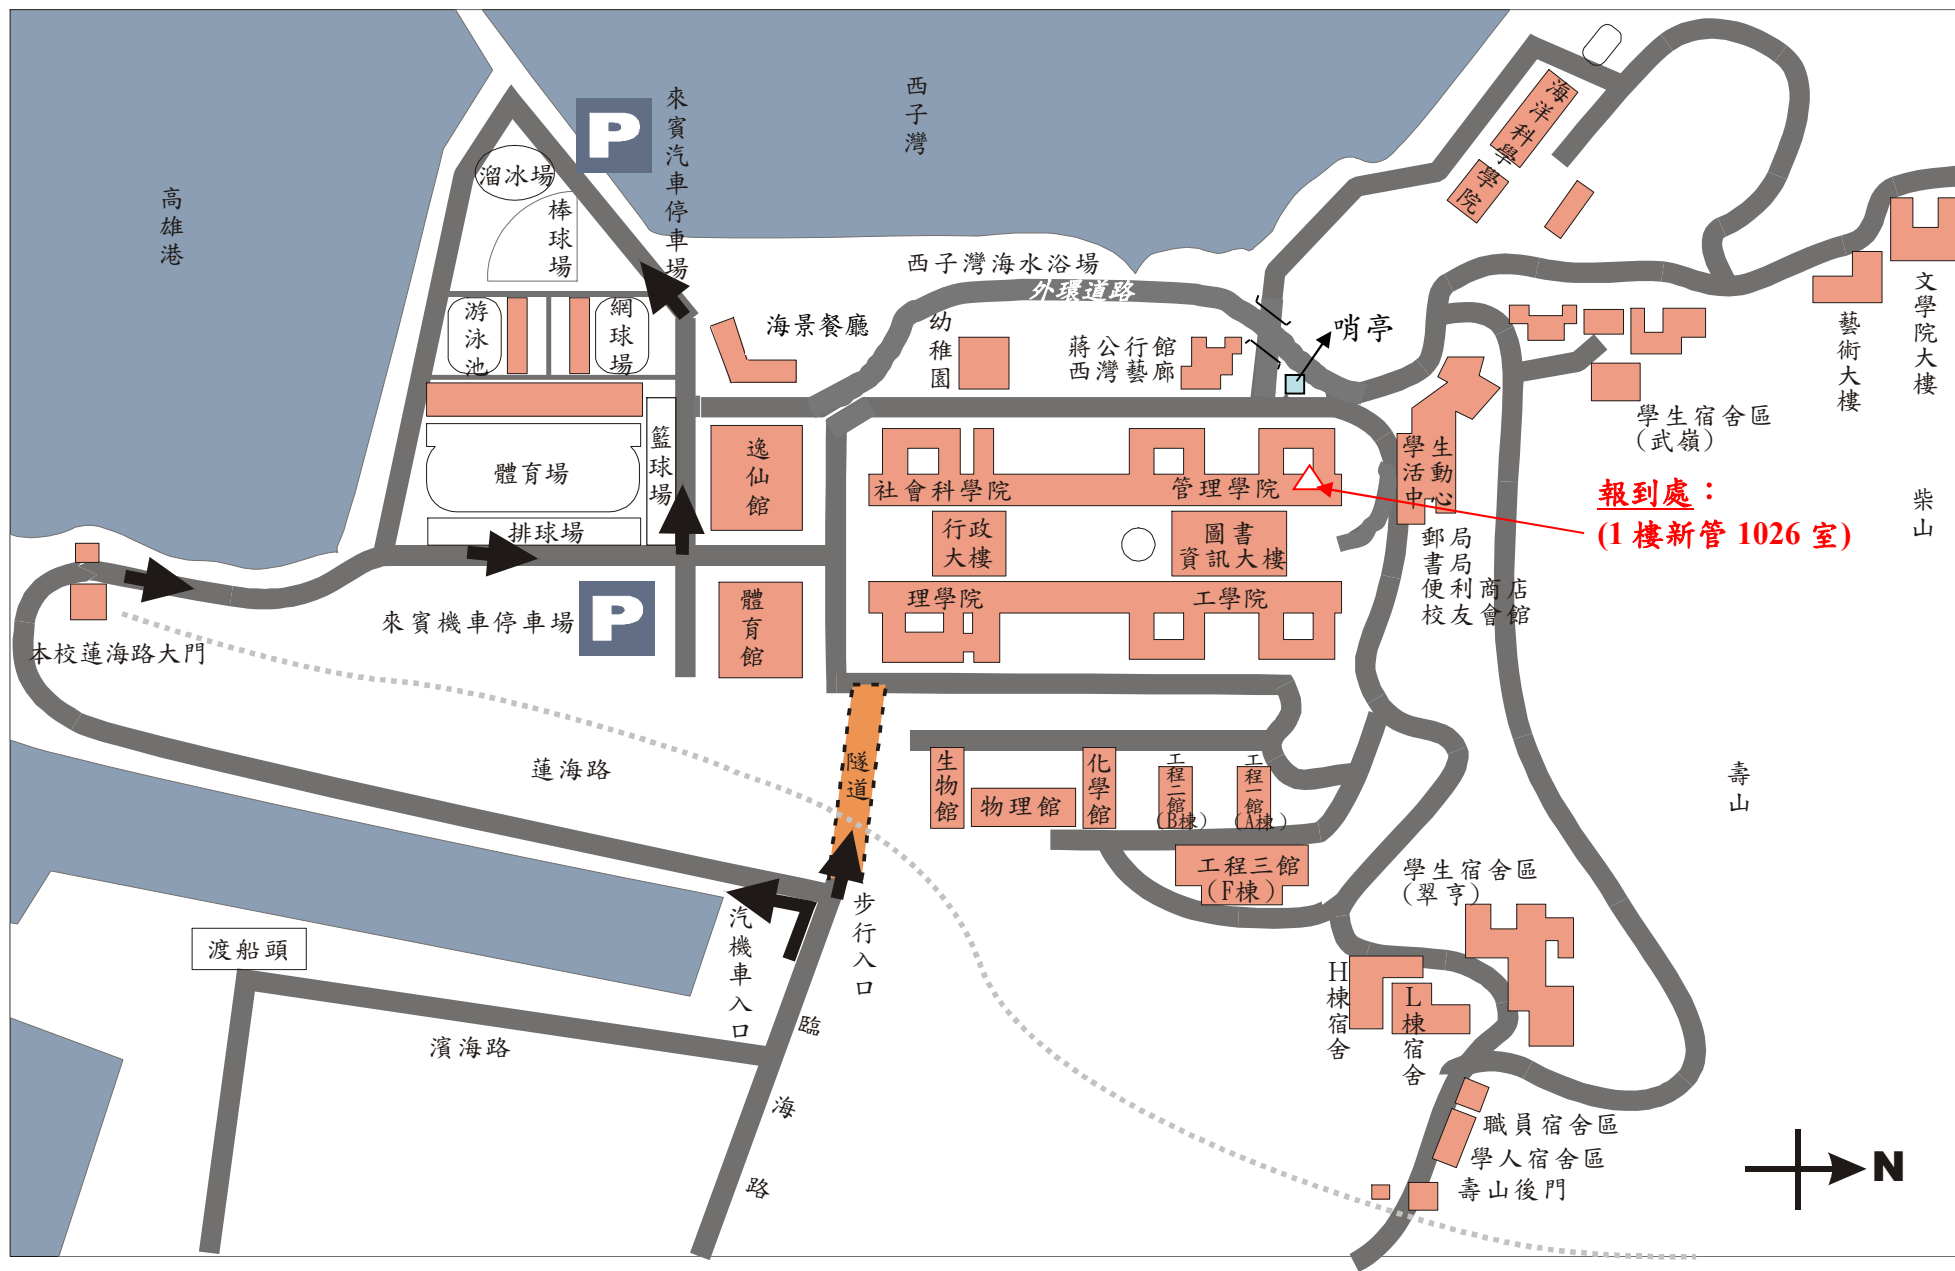 西子灣
高雄港
來賓汽車停車場
P
溜冰場
棒球場
游泳池
網球場
海景餐廳
西子灣海水浴場
外環道路
幼稚園
蔣公行館
西灣藝廊
哨亭
海洋科學學院
文學院大樓
藝術大樓
學生宿舍區
(武嶺)
柴山
體育場
籃球場
排球場
逸仙館
社會科學院
管理學院
學生
活動
中心
報到處：
(1 樓新管 1026 室)
行政
大樓
圖書
資訊大樓
郵局
書局
便利商店
校友會館
理學院
工學院
體育館
來賓機車停車場
P
本校蓮海路大門
蓮海路
隧道
生物館
物理館
化學館
工程二館
(B棟)
工程一館
(A棟)
工程三館
(F棟)
壽山
學生宿舍區
(翠亨)
步行入口
汽機車入口
渡船頭
濱海路
臨海路
H棟宿舍
L棟宿舍
職員宿舍區
學人宿舍區
壽山後門
N